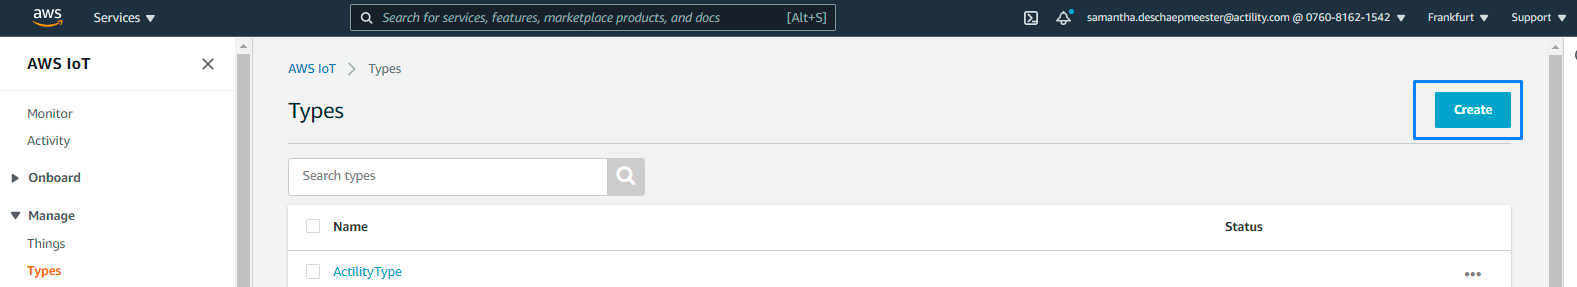 aws Services Search for services, features, marketplace products, and docs [Alt+S] samantha.deschaepmeester@actility.com @ 0760-8162-1542 Frankfurt Support
AWS IoT
Monitor
Activity
Onboard
Manage
Things
Types
AWS IoT Types
Types
Create
Search types
Name Status
ActilityType